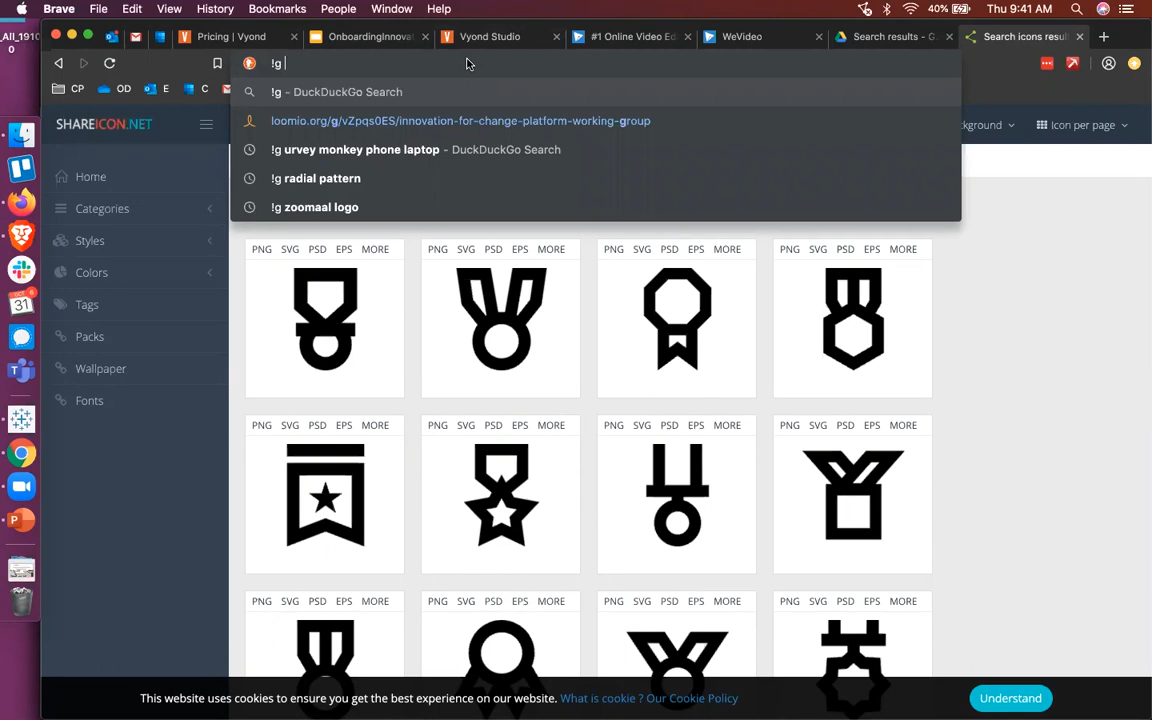 Brave File Edit View History Bookmarks People Window Help 40% Thu 9:41 AM
_All_1910
0
Pricing | Vyond
OnboardingInnovat
Vyond Studio
#1 Online Video Edi
WeVideo
Search results - G
Search icons resul
!g
CP OD E C
!g – DuckDuckGo Search
loomio.org/g/vZpqs0ES/innovation-for-change-platform-working-group
!g urvey monkey phone laptop – DuckDuckGo Search
!g radial pattern
!g zoomaal logo
SHAREICON.NET
kground Icon per page
Home
Categories
Styles
Colors
Tags
Packs
Wallpaper
Fonts
PNG SVG PSD EPS MORE PNG SVG PSD EPS MORE PNG SVG PSD EPS MORE PNG SVG PSD EPS MORE
PNG SVG PSD EPS MORE PNG SVG PSD EPS MORE PNG SVG PSD EPS MORE PNG SVG PSD EPS MORE
PNG SVG PSD EPS MORE PNG SVG PSD EPS MORE PNG SVG PSD EPS MORE PNG SVG PSD EPS MORE
31
This website uses cookies to ensure you get the best experience on our website. What is cookie ? Our Cookie Policy
Understand